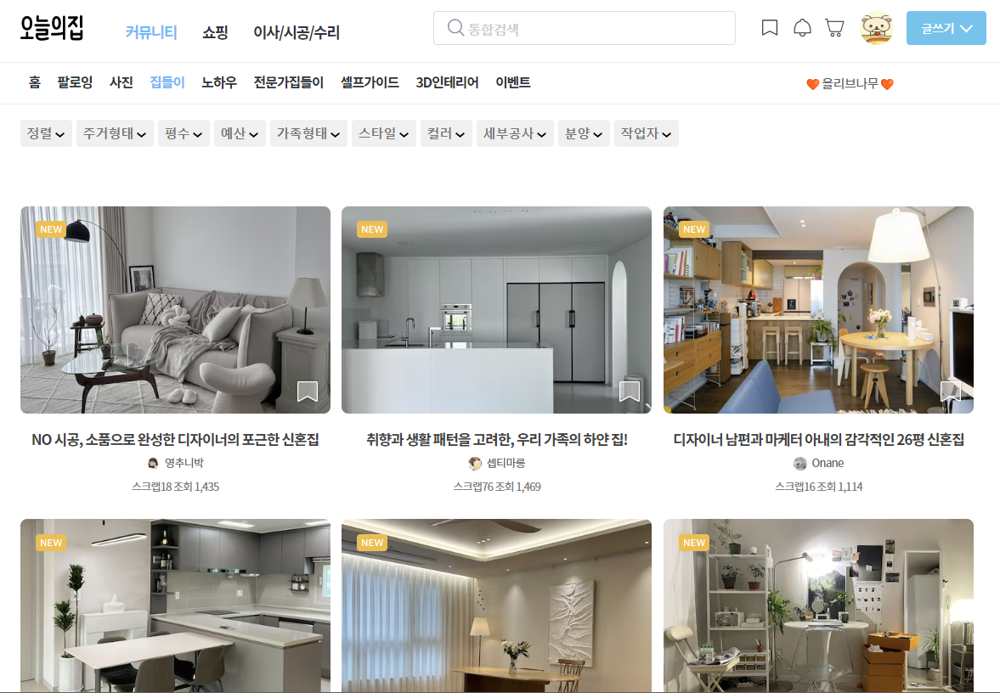 오늘의집
커뮤니티 쇼핑 이사/시공/수리
통합검색
글쓰기
홈 팔로잉 사진 집들이 노하우 전문가집들이 셀프가이드 3D인테리어 이벤트
🧡올리브나무🧡
정렬 주거형태 평수 예산 가족형태 스타일 컬러 세부공사 분양 작업자
NEW NEW NEW
NO 시공, 소품으로 완성한 디자이너의 포근한 신혼집
영추니박
스크랩18 조회 1,435
취향과 생활 패턴을 고려한, 우리 가족의 하얀 집!
셉티마룽
스크랩76 조회 1,469
디자이너 남편과 마케터 아내의 감각적인 26평 신혼집
Onane
스크랩16 조회 1,114
NEW NEW NEW